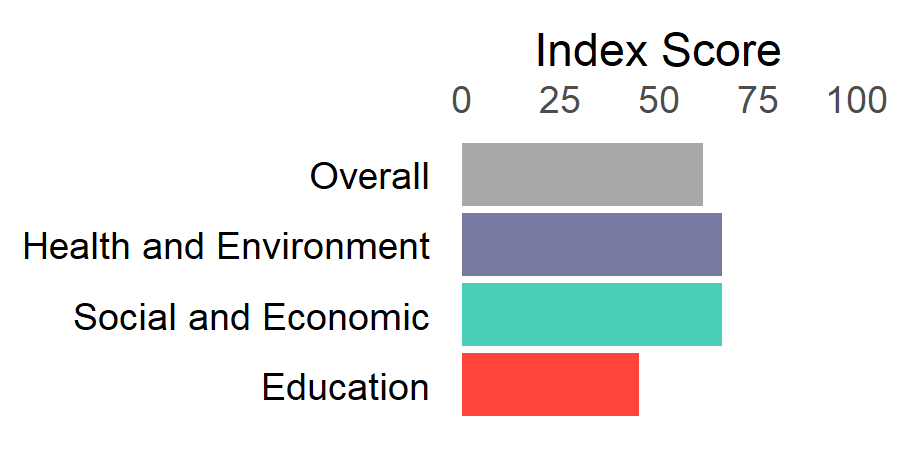 Index Score
0 25 50 75 100
Overall
Health and Environment
Social and Economic
Education